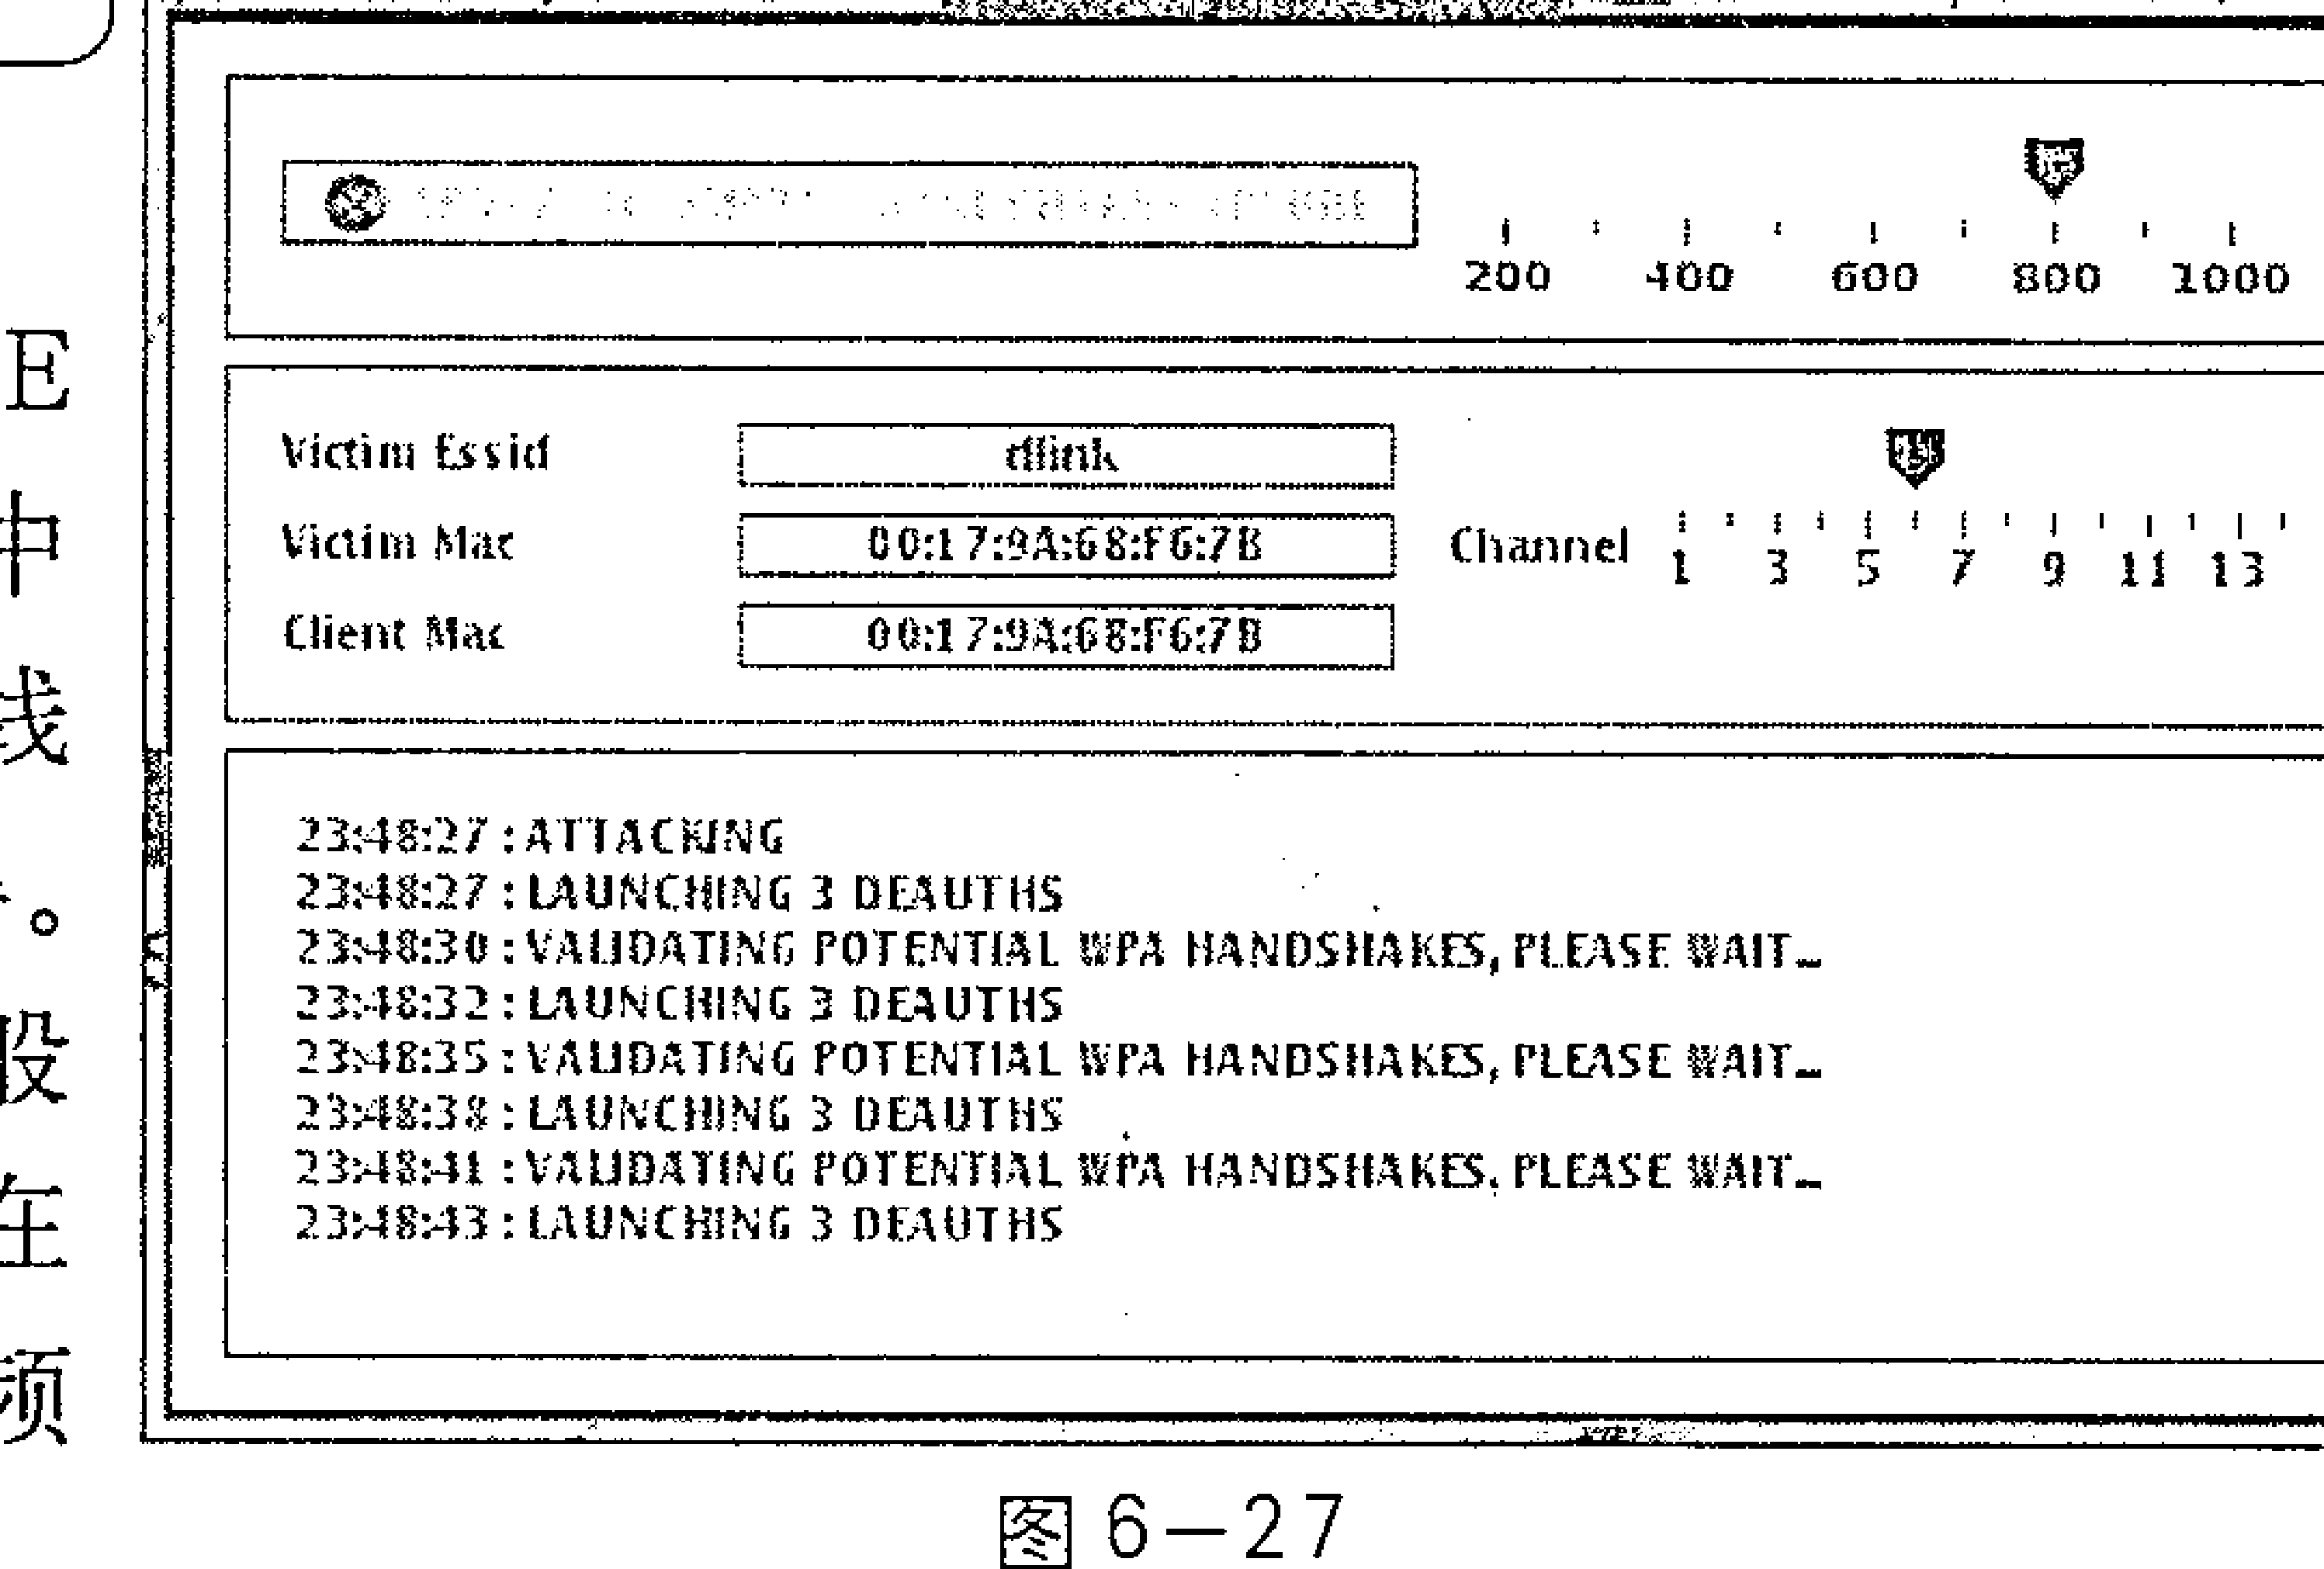 200 400 600 800 1000
Victim Essid dlink
Victim Mac 00:17:9A:68:F6:7B
Channel 1 3 5 7 9 11 13
Client Mac 00:17:9A:68:F6:7B
23:48:27 : ATTACKING
23:48:27 : LAUNCHING 3 DEAUTHS
23:48:30 : VALIDATING POTENTIAL WPA HANDSHAKES, PLEASE WAIT...
23:48:32 : LAUNCHING 3 DEAUTHS
23:48:35 : VALIDATING POTENTIAL WPA HANDSHAKES, PLEASE WAIT...
23:48:38 : LAUNCHING 3 DEAUTHS
23:48:41 : VALIDATING POTENTIAL WPA HANDSHAKES, PLEASE WAIT...
23:48:43 : LAUNCHING 3 DEAUTHS
E
中
线
。
股
在
须
图 6-27